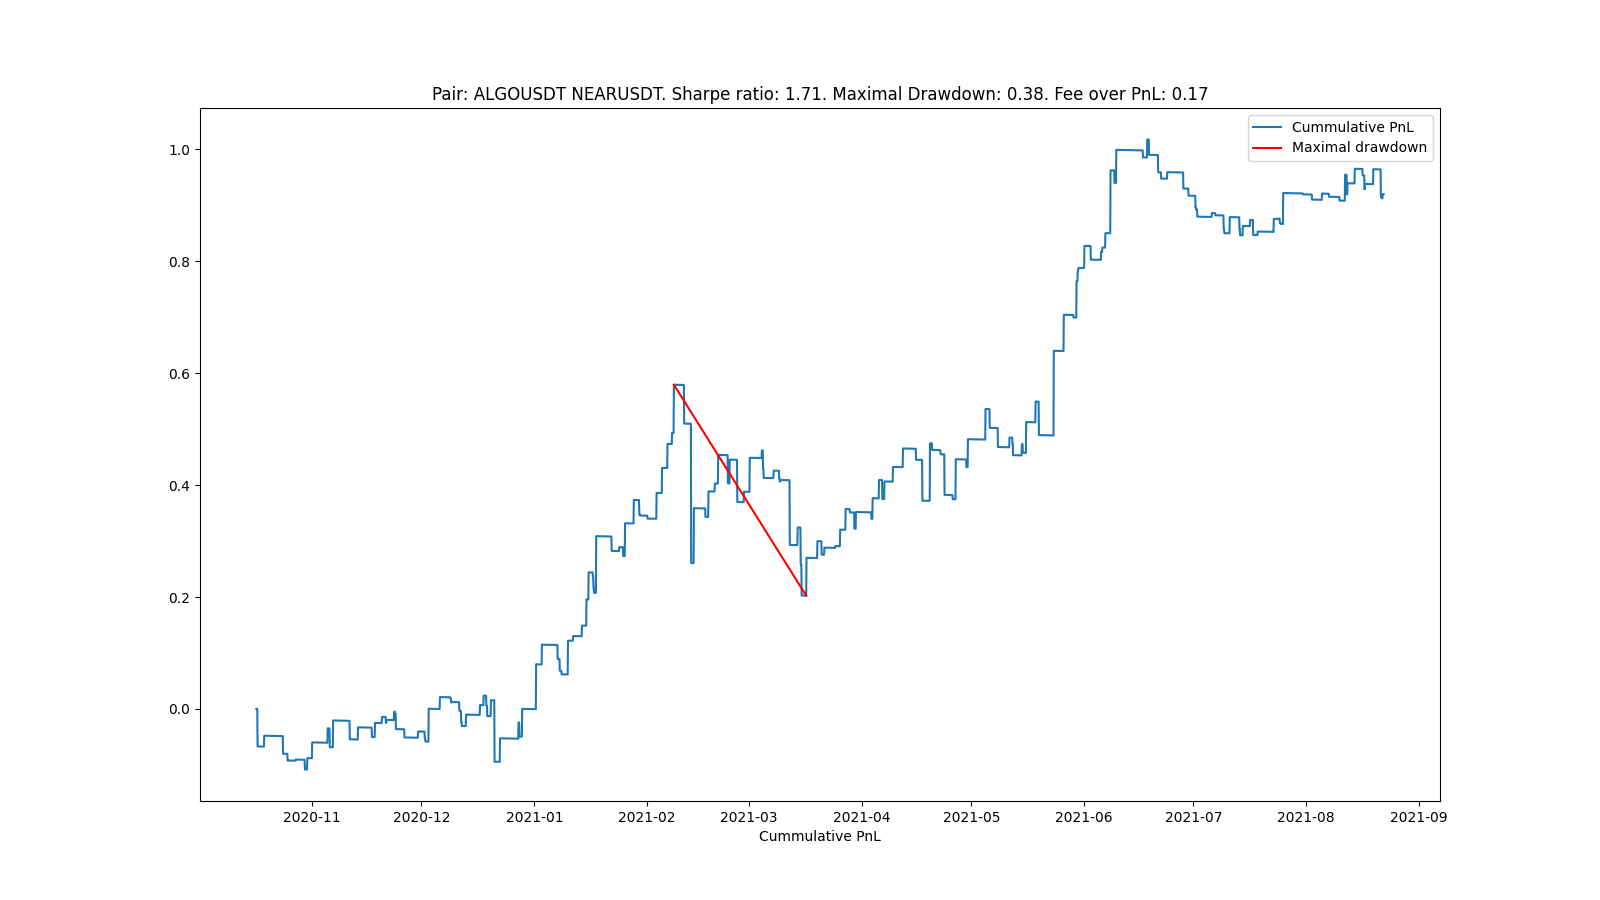 Pair: ALGOUSDT NEARUSDT. Sharpe ratio: 1.71. Maximal Drawdown: 0.38. Fee over PnL: 0.17
Cummulative PnL
Maximal drawdown
1.0
0.8
0.6
0.4
0.2
0.0
2020-11 2020-12 2021-01 2021-02 2021-03 2021-04 2021-05 2021-06 2021-07 2021-08 2021-09
Cummulative PnL